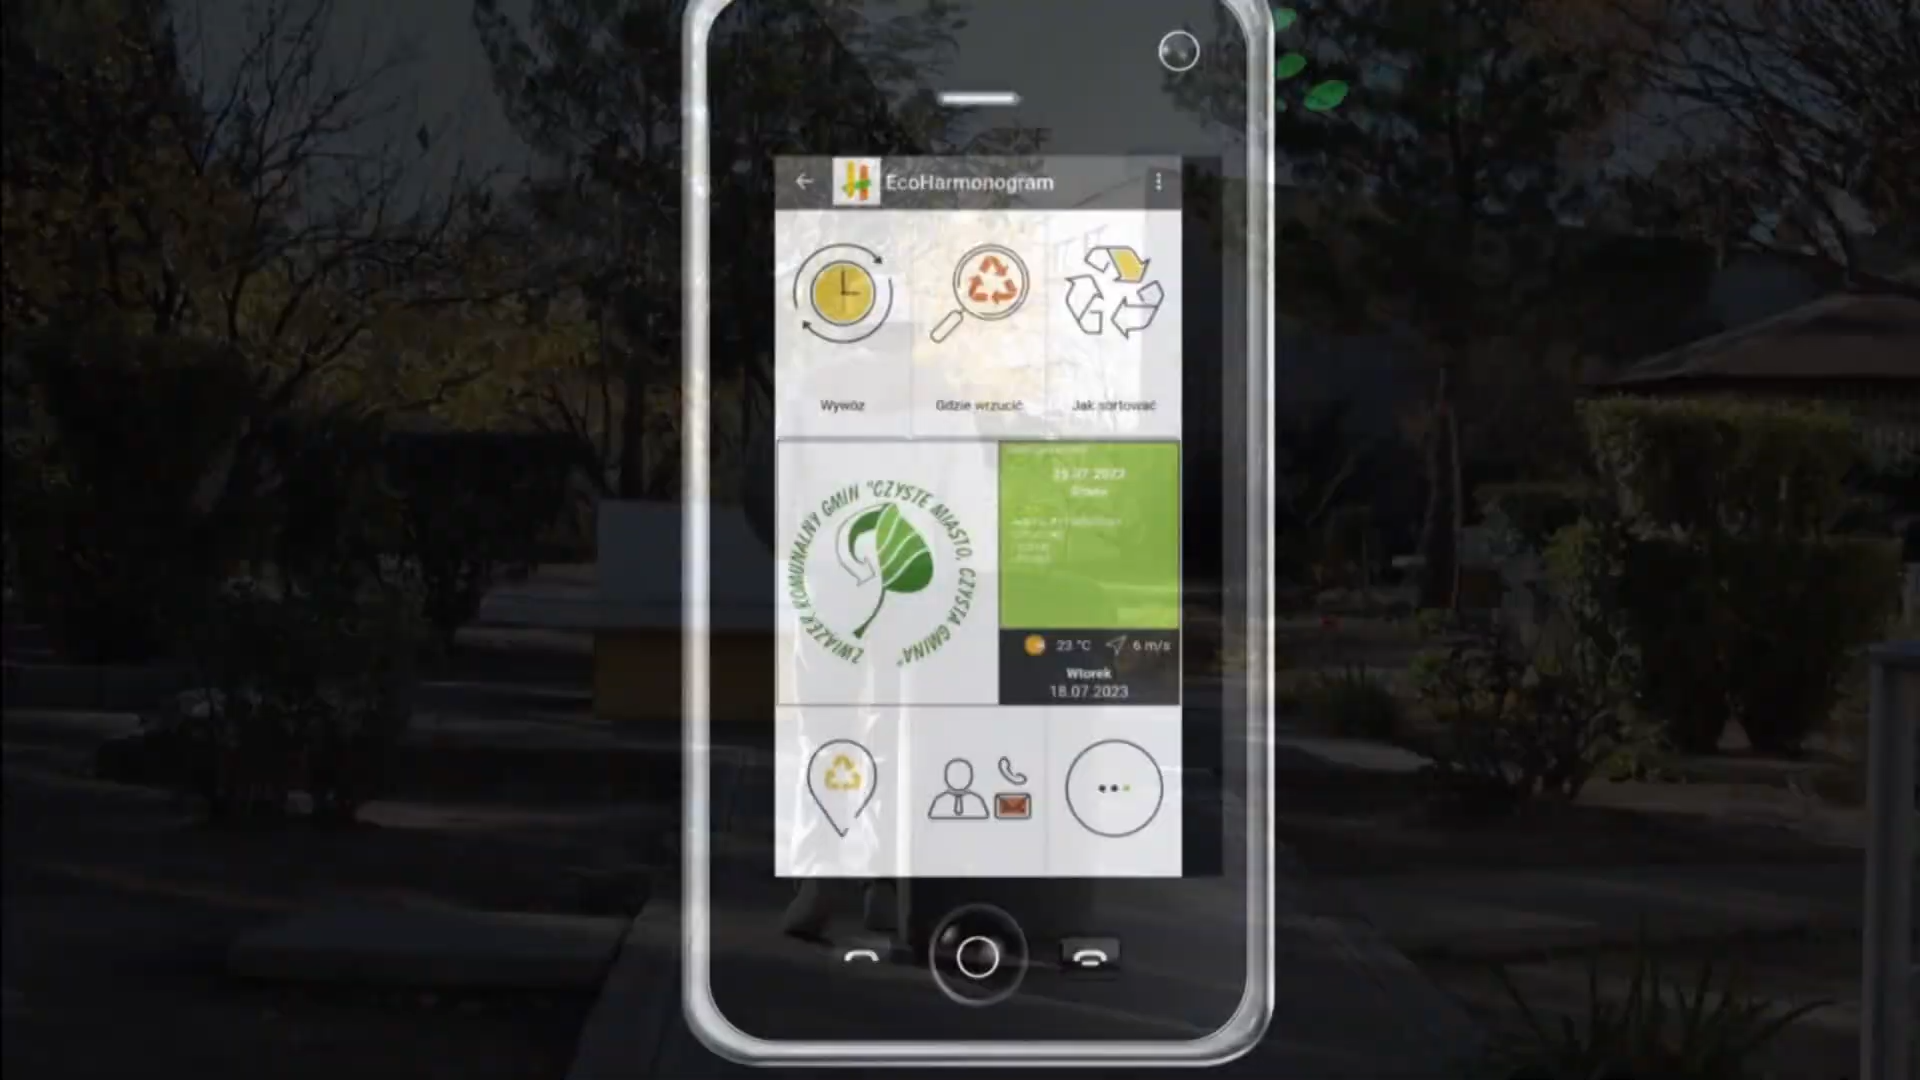 EcoHarmonogram
Wywóz
Gdzie wrzucić
Jak sortować
ZWIĄZEK KOMUNALNY GMIN "CZYSTE MIASTO, CZYSTA GMINA"
19.07.2023
23 °C 6 m/s
Wtorek
18.07.2023